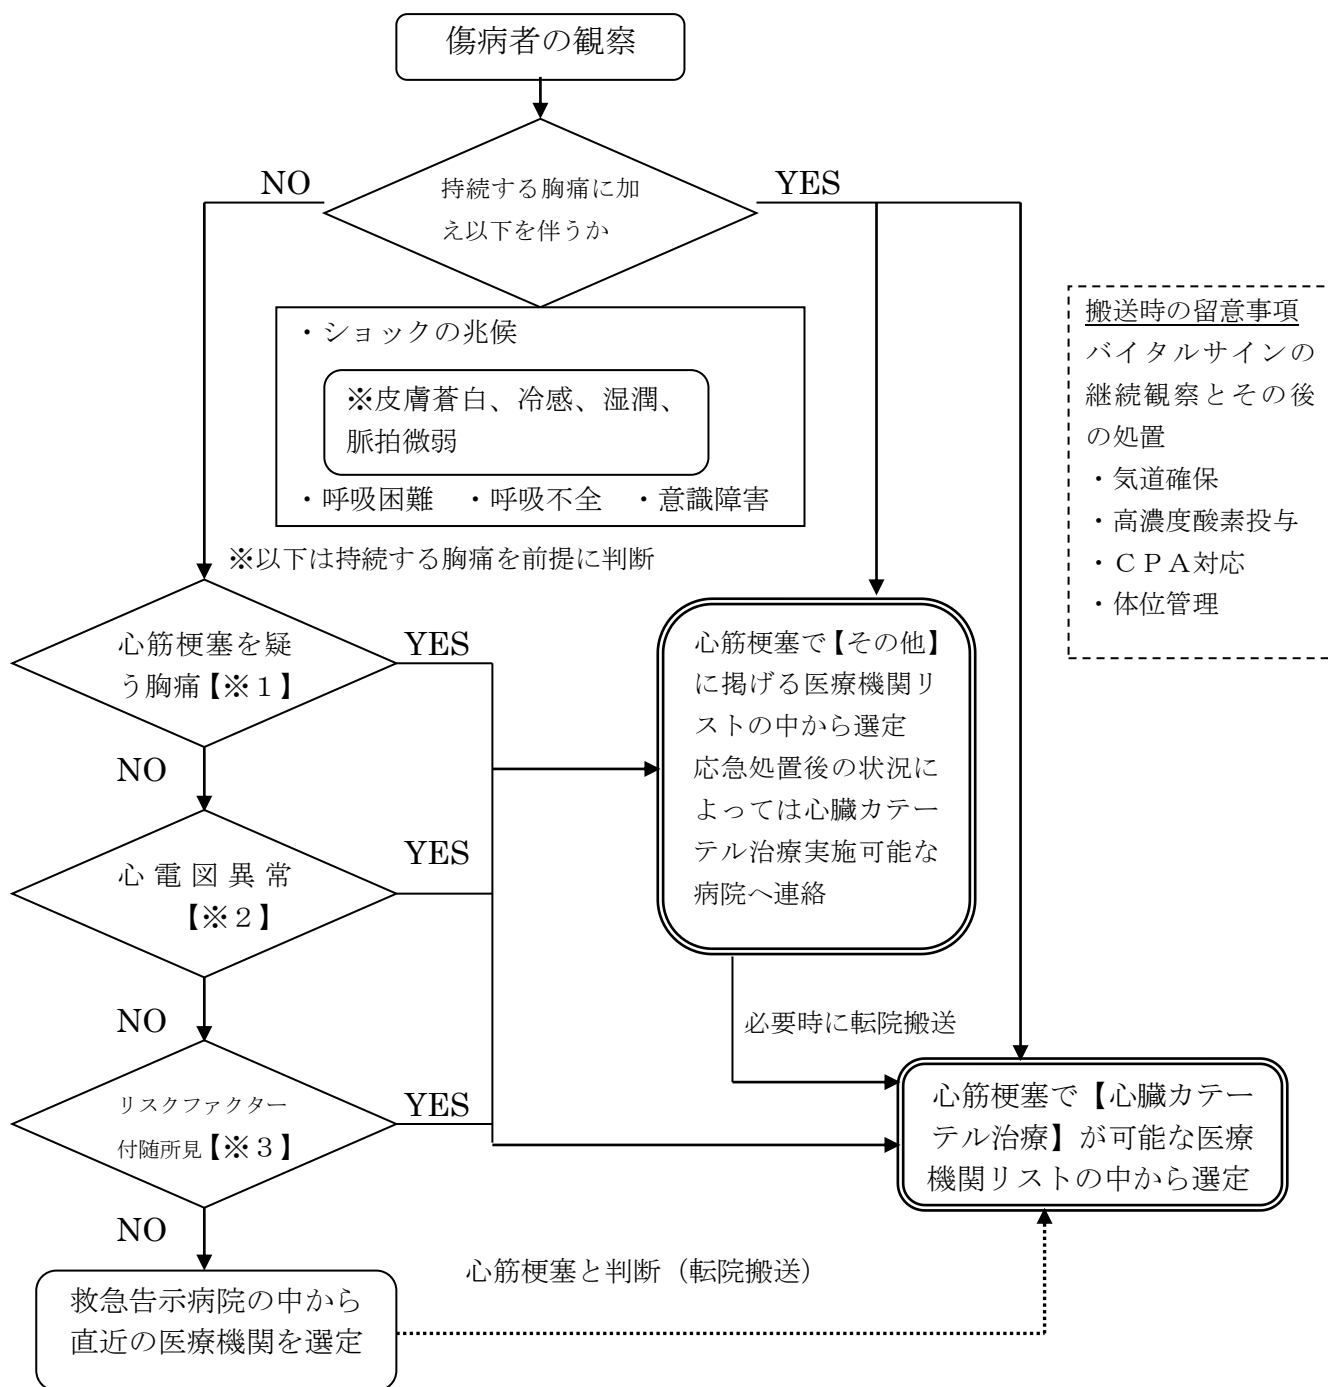 傷病者の観察
NO
YES
持続する胸痛に加
え以下を伴うか
・ショックの兆候
※皮膚蒼白、冷感、湿潤、
脈拍微弱
・呼吸困難　・呼吸不全　・意識障害
搬送時の留意事項
バイタルサインの
継続観察とその後
の処置
・気道確保
・高濃度酸素投与
・ＣＰＡ対応
・体位管理
※以下は持続する胸痛を前提に判断
心筋梗塞を疑
う胸痛【※１】
YES
NO
心筋梗塞で【その他】
に掲げる医療機関リ
ストの中から選定
応急処置後の状況に
よっては心臓カテー
テル治療実施可能な
病院へ連絡
心電図異常
【※２】
YES
NO
必要時に転院搬送
リスクファクター
付随所見【※３】
YES
NO
心筋梗塞で【心臓カテー
テル治療】が可能な医療
機関リストの中から選定
心筋梗塞と判断（転院搬送）
救急告示病院の中から
直近の医療機関を選定